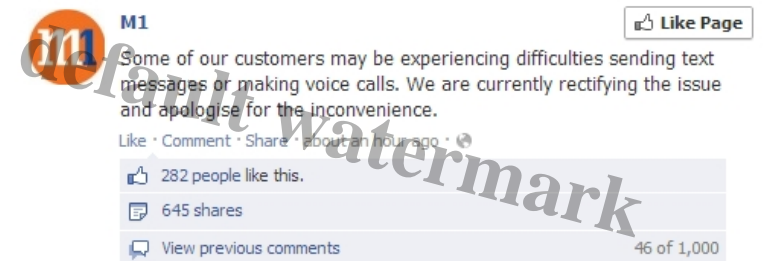 m1
M1
Like Page
Some of our customers may be experiencing difficulties sending text
messages or making voice calls. We are currently rectifying the issue
and apologise for the inconvenience.
Like · Comment · Share · about an hour ago ·
282 people like this.
645 shares
View previous comments 46 of 1,000
default watermark